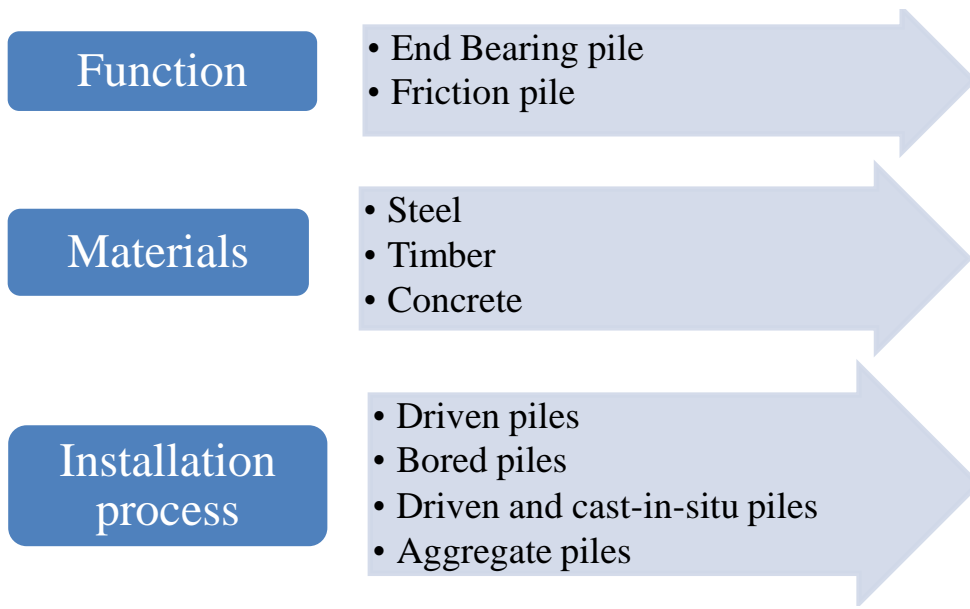 Function
• End Bearing pile
• Friction pile
Materials
• Steel
• Timber
• Concrete
Installation
process
• Driven piles
• Bored piles
• Driven and cast-in-situ piles
• Aggregate piles